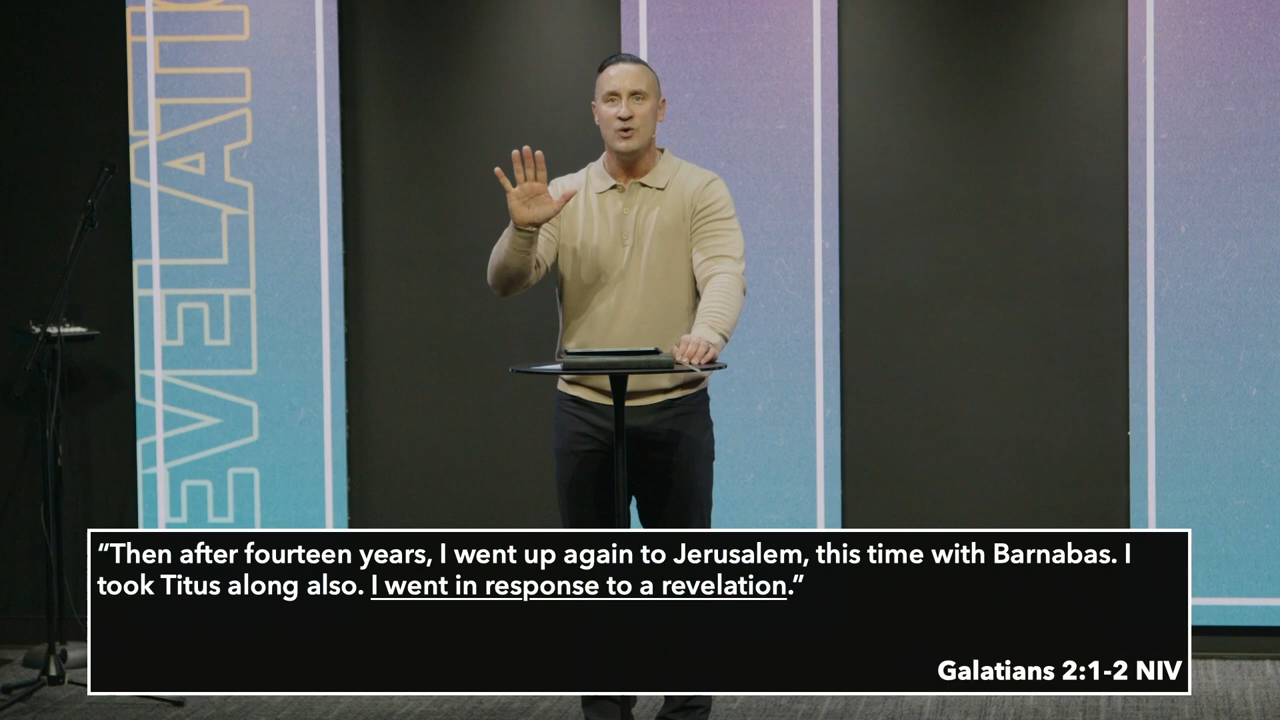 EVELATI
“Then after fourteen years, I went up again to Jerusalem, this time with Barnabas. I
took Titus along also. I went in response to a revelation.”
Galatians 2:1-2 NIV